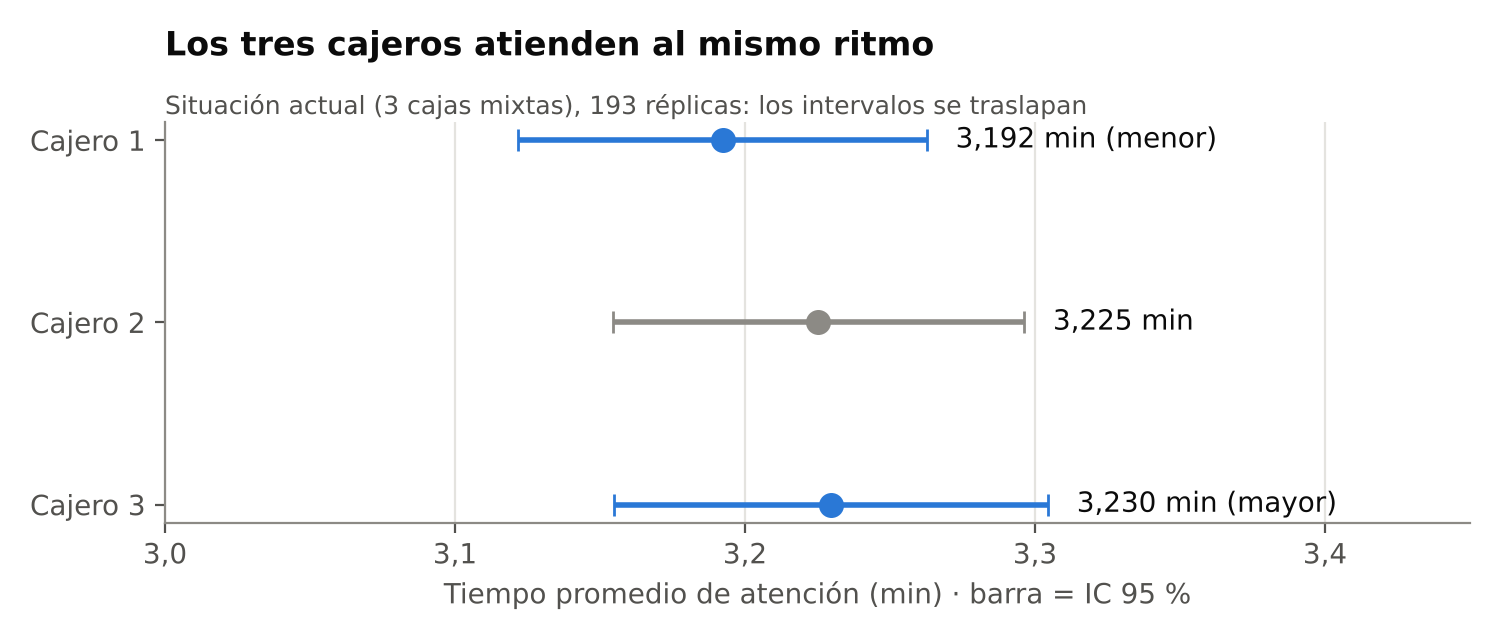 Los tres cajeros atienden al mismo ritmo
Situación actual (3 cajas mixtas), 193 réplicas: los intervalos se traslapan
Cajero 1
3,192 min (menor)
Cajero 2
3,225 min
Cajero 3
3,230 min (mayor)
3,0 3,1 3,2 3,3 3,4
Tiempo promedio de atención (min) · barra = IC 95 %